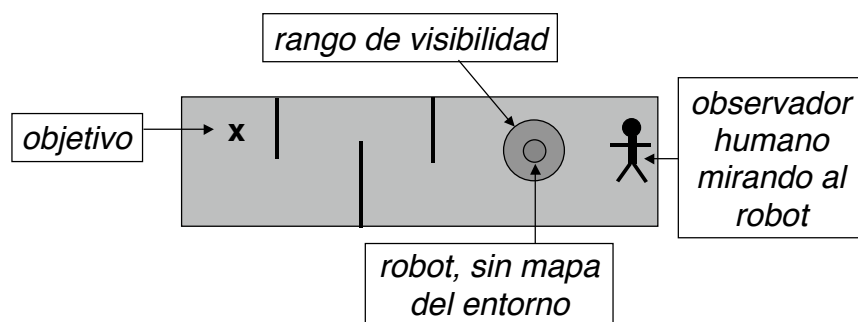 rango de visibilidad
objetivo
x
observador
humano
mirando al
robot
robot, sin mapa
del entorno